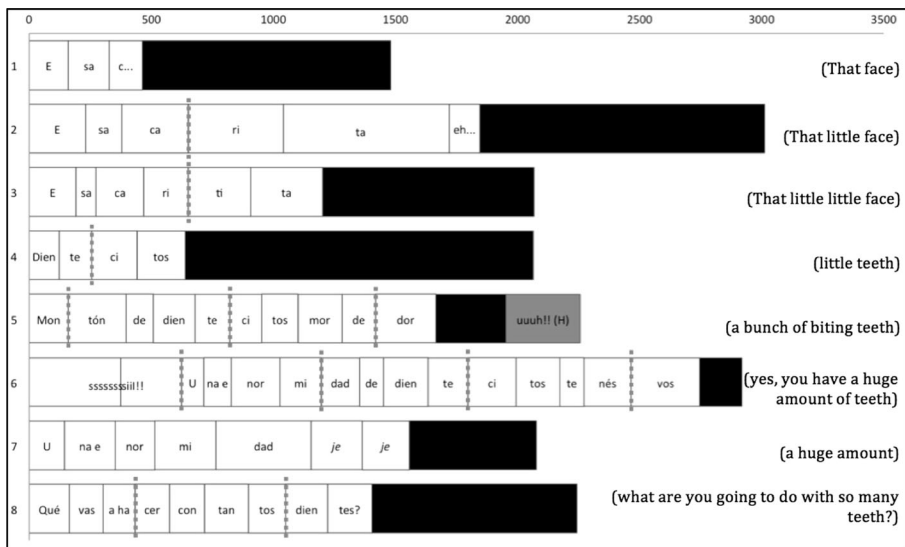 0 500 1000 1500 2000 2500 3000 3500
1 E sa c... (That face)
2 E sa ca ri ta eh... (That little face)
3 E sa ca ri ti ta (That little little face)
4 Dien te ci tos (little teeth)
5 Mon tón de dien te ci tos mor de dor uuuh!! (H) (a bunch of biting teeth)
6 sssssssiil!! U na e nor mi dad de dien te ci tos te nés vos (yes, you have a huge
amount of teeth)
7 U na e nor mi dad je je (a huge amount)
8 Qué vas a ha cer con tan tos dien tes? (what are you going to do with so many
teeth?)